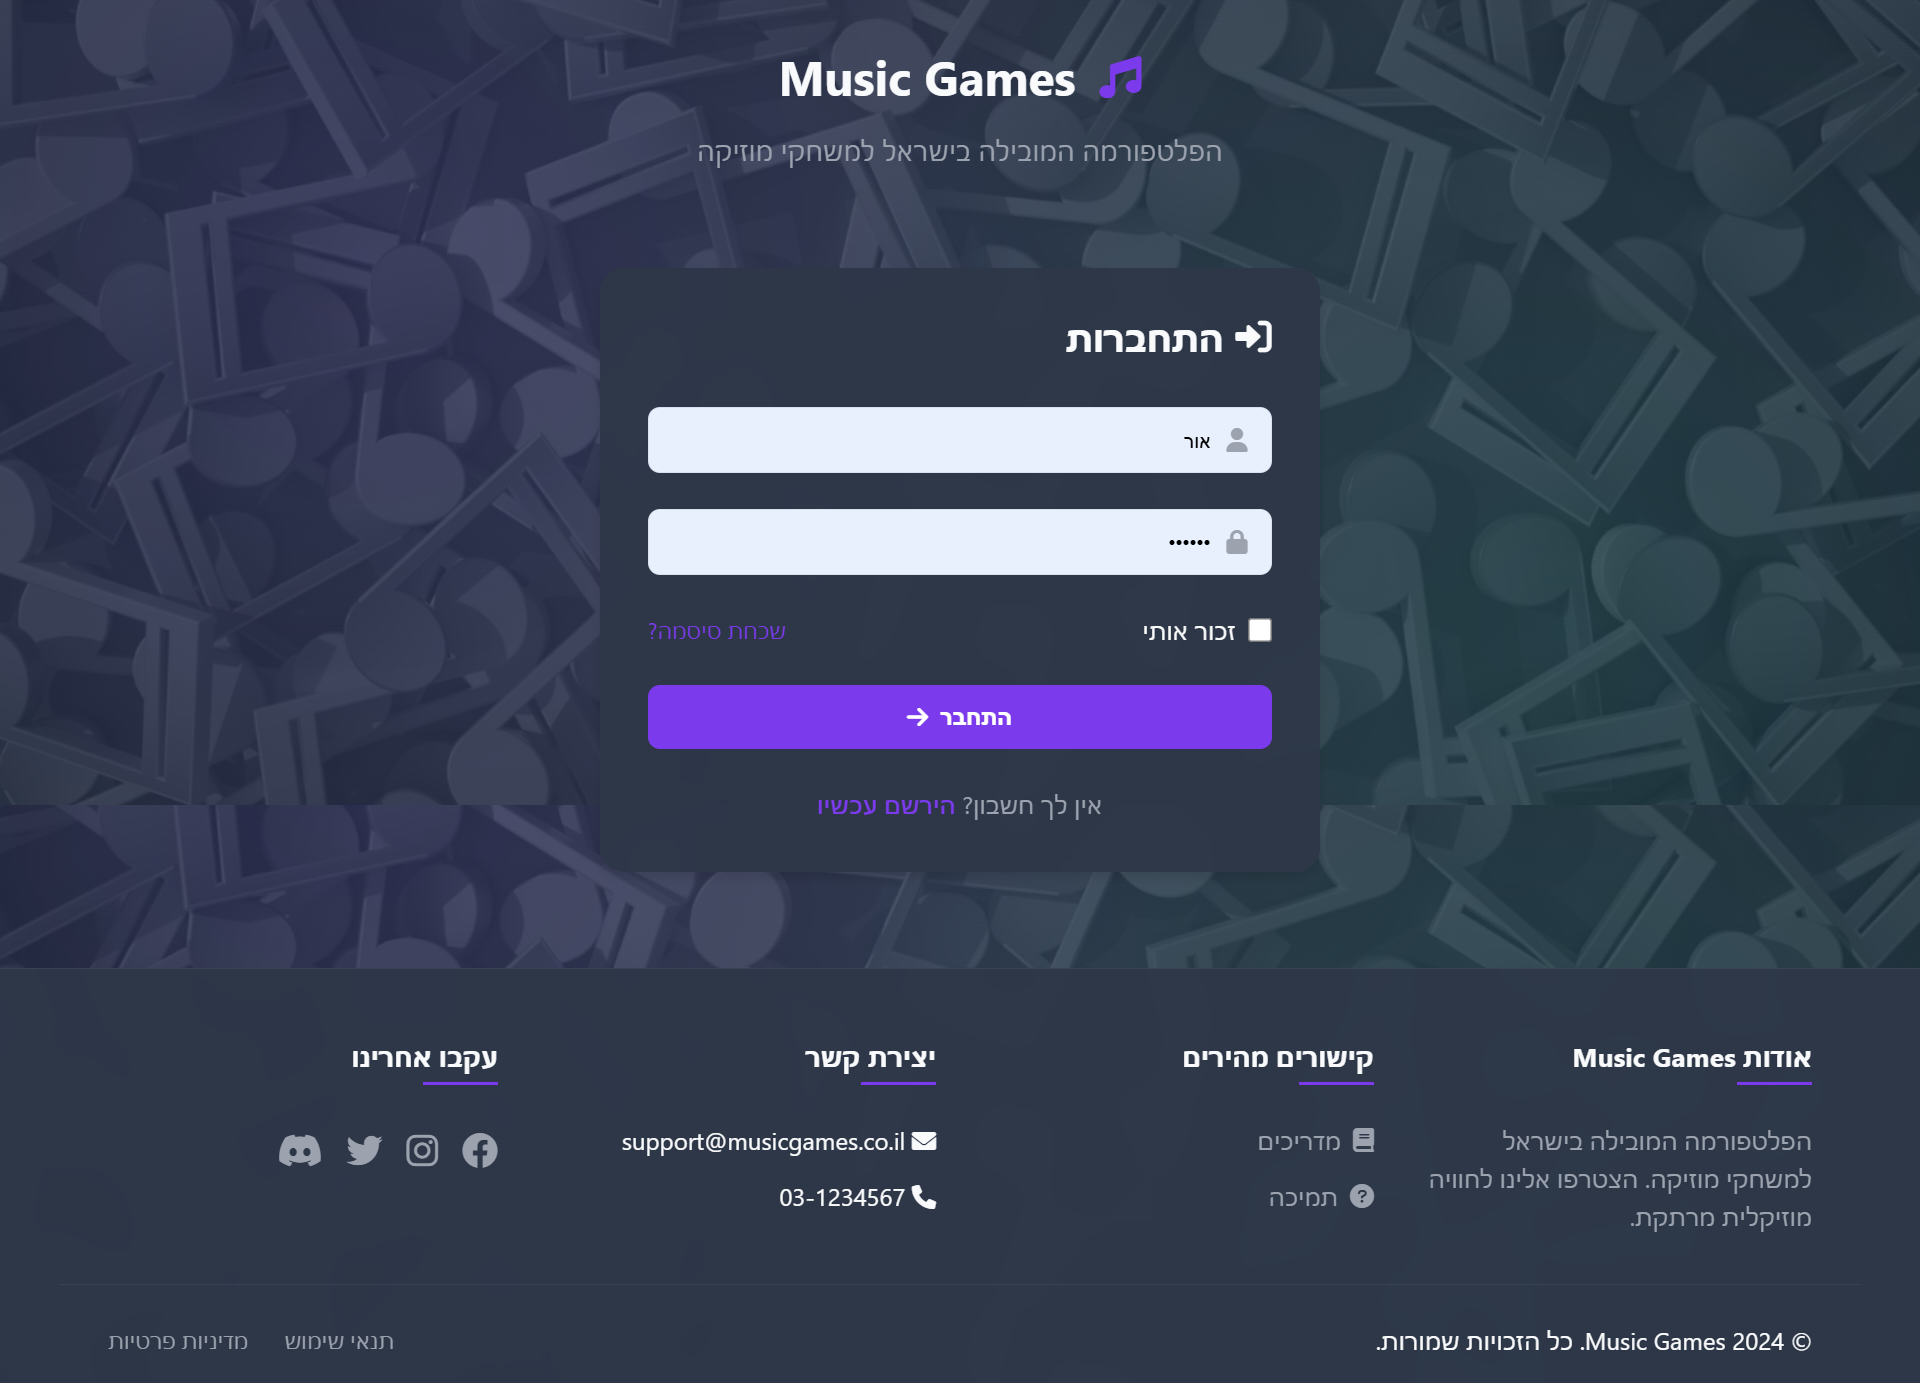 Music Games
הפלטפורמה המובילה בישראל למשחקי מוזיקה
התחברות
אור
••••••
זכור אותי
שכחת סיסמה?
התחבר
אין לך חשבון? הירשם עכשיו
אודות Music Games
הפלטפורמה המובילה בישראל
למשחקי מוזיקה. הצטרפו אלינו לחוויה
מוזיקלית מרתקת.
קישורים מהירים
מדריכים
תמיכה
יצירת קשר
support@musicgames.co.il
03-1234567
עקבו אחרינו
© 2024 Music Games. כל הזכויות שמורות.
תנאי שימוש
מדיניות פרטיות